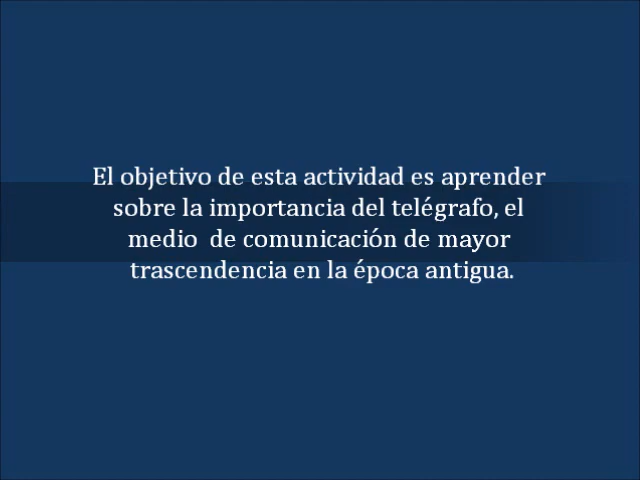 El objetivo de esta actividad es aprender
sobre la importancia del telégrafo, el
medio  de comunicación de mayor
trascendencia en la época antigua.